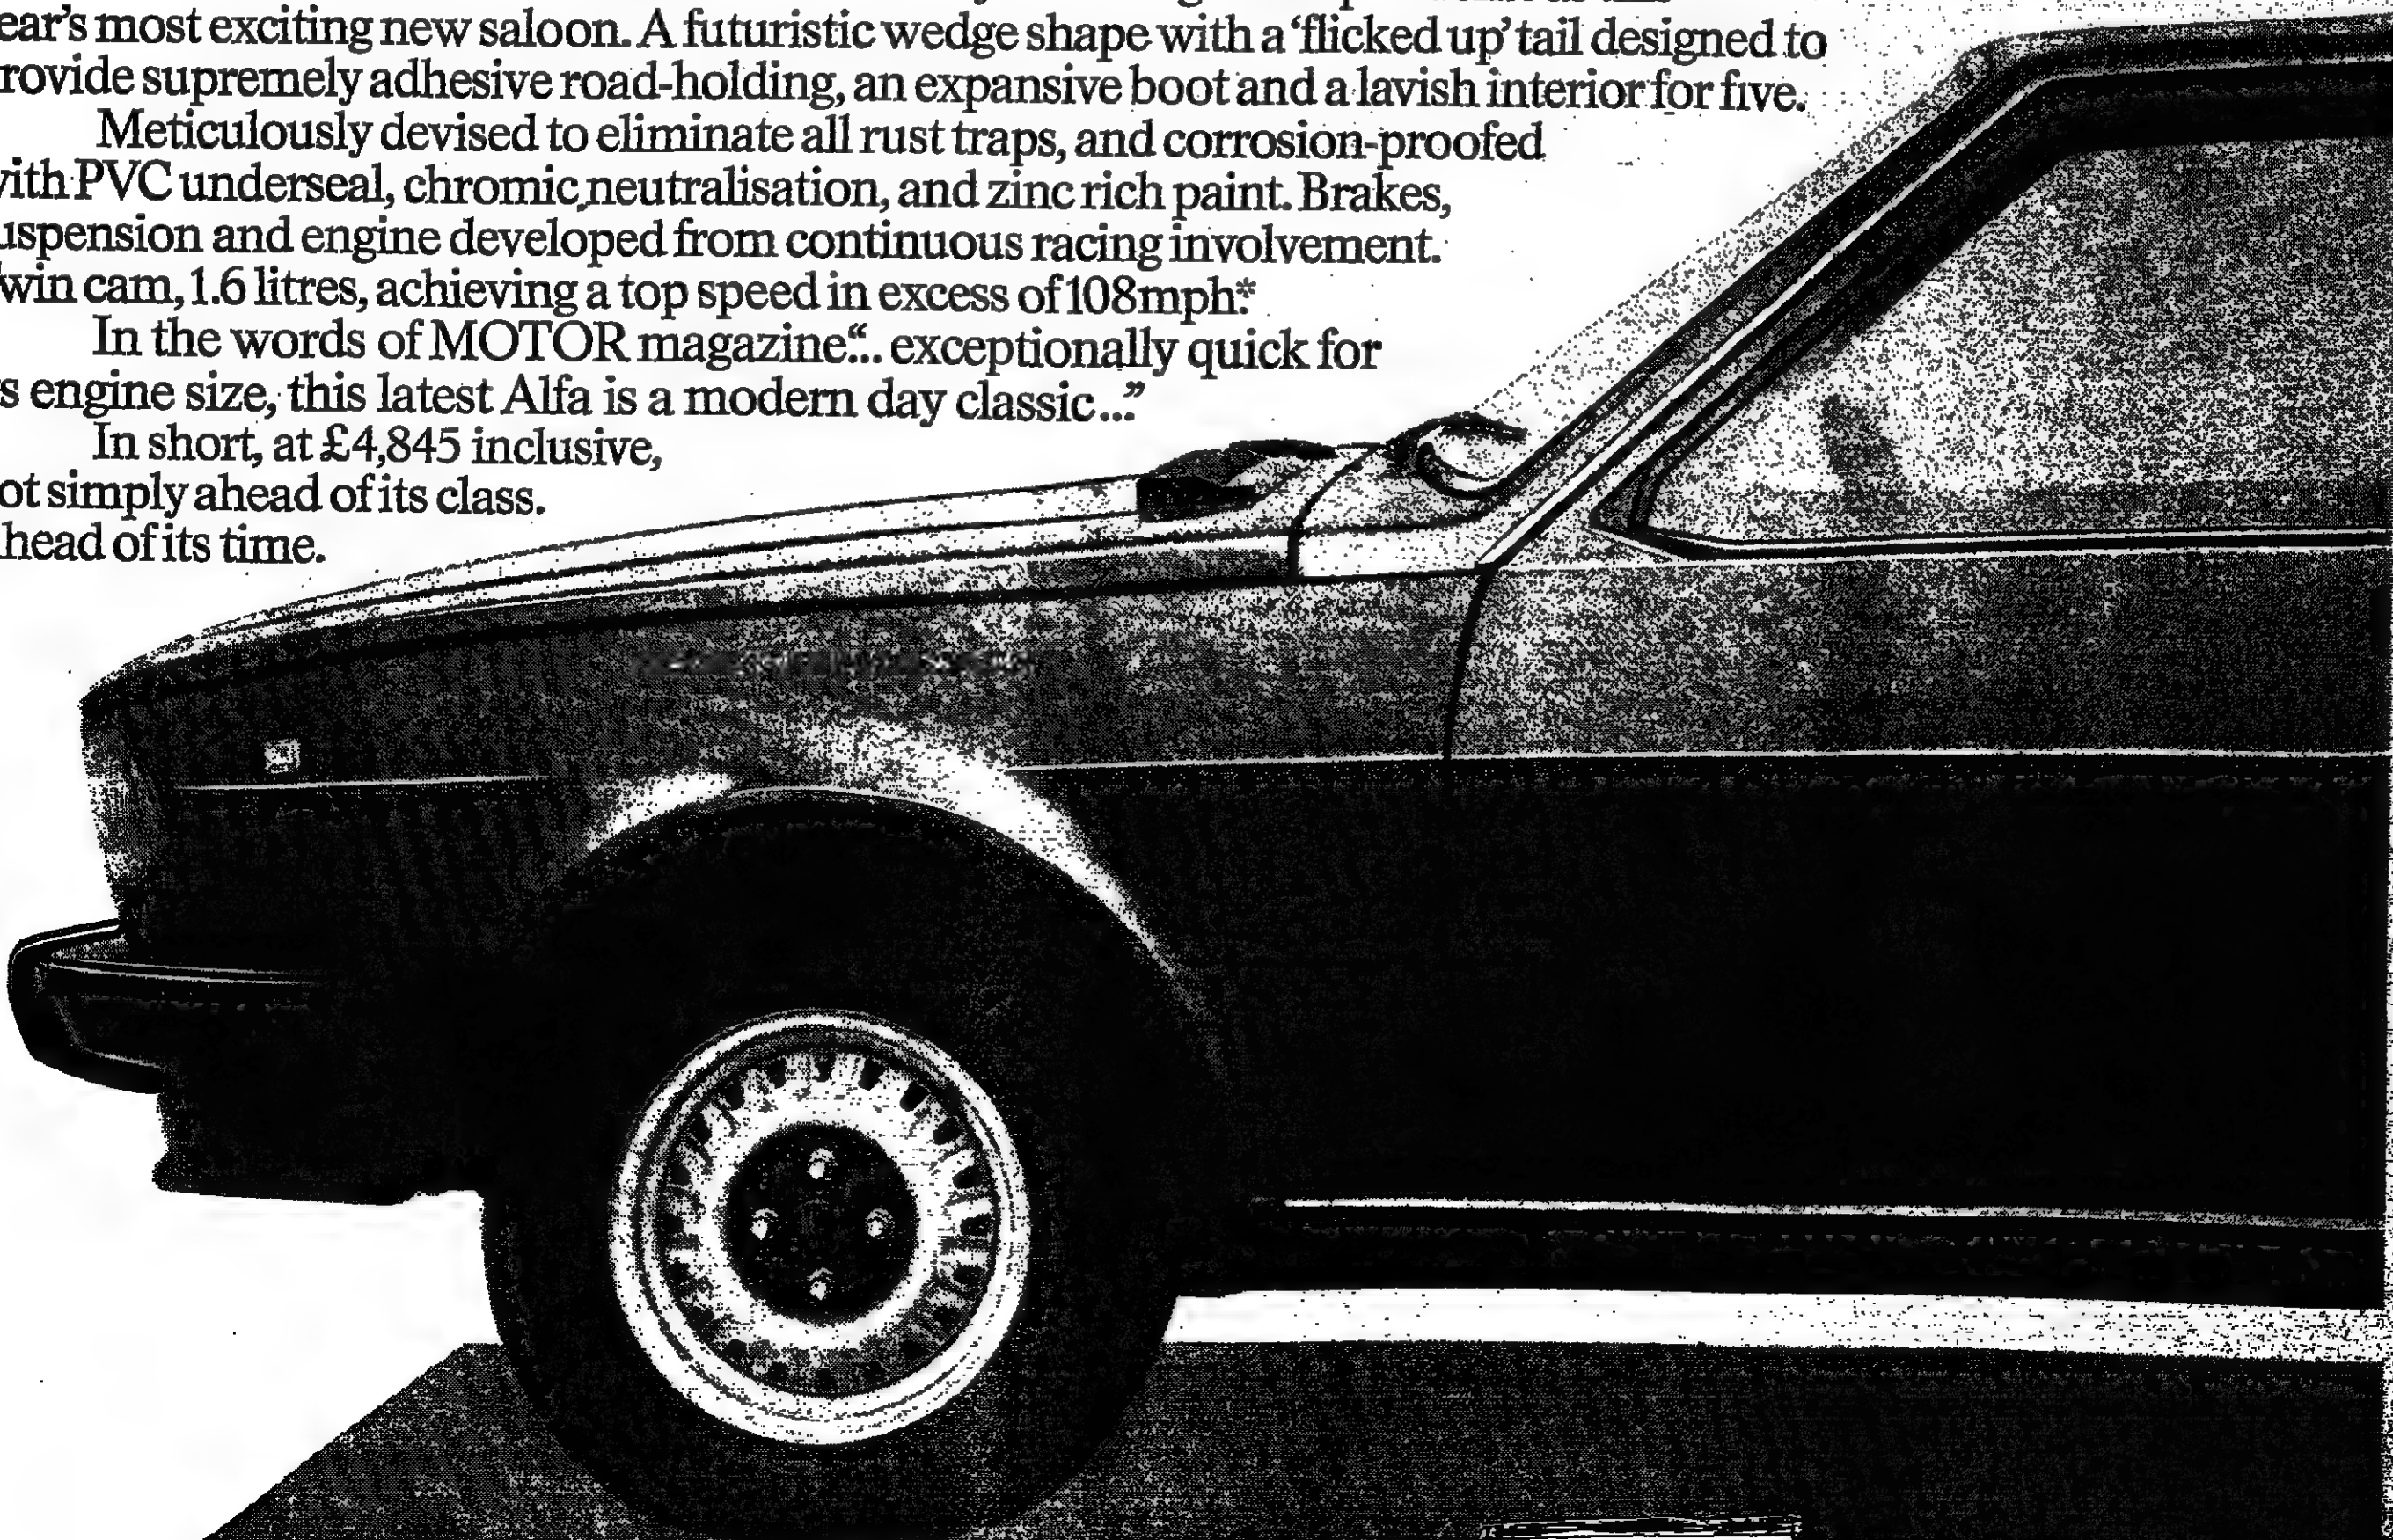 ear's most exciting new saloon. A futuristic wedge shape with a 'flicked up' tail designed to
rovide supremely adhesive road-holding, an expansive boot and a lavish interior for five.
Meticulously devised to eliminate all rust traps, and corrosion-proofed
ith PVC underseal, chromic neutralisation, and zinc rich paint. Brakes,
uspension and engine developed from continuous racing involvement.
win cam, 1.6 litres, achieving a top speed in excess of 108mph.*
In the words of MOTOR magazine "... exceptionally quick for
s engine size, this latest Alfa is a modern day classic..."
In short, at £4,845 inclusive,
ot simply ahead of its class.
head of its time.